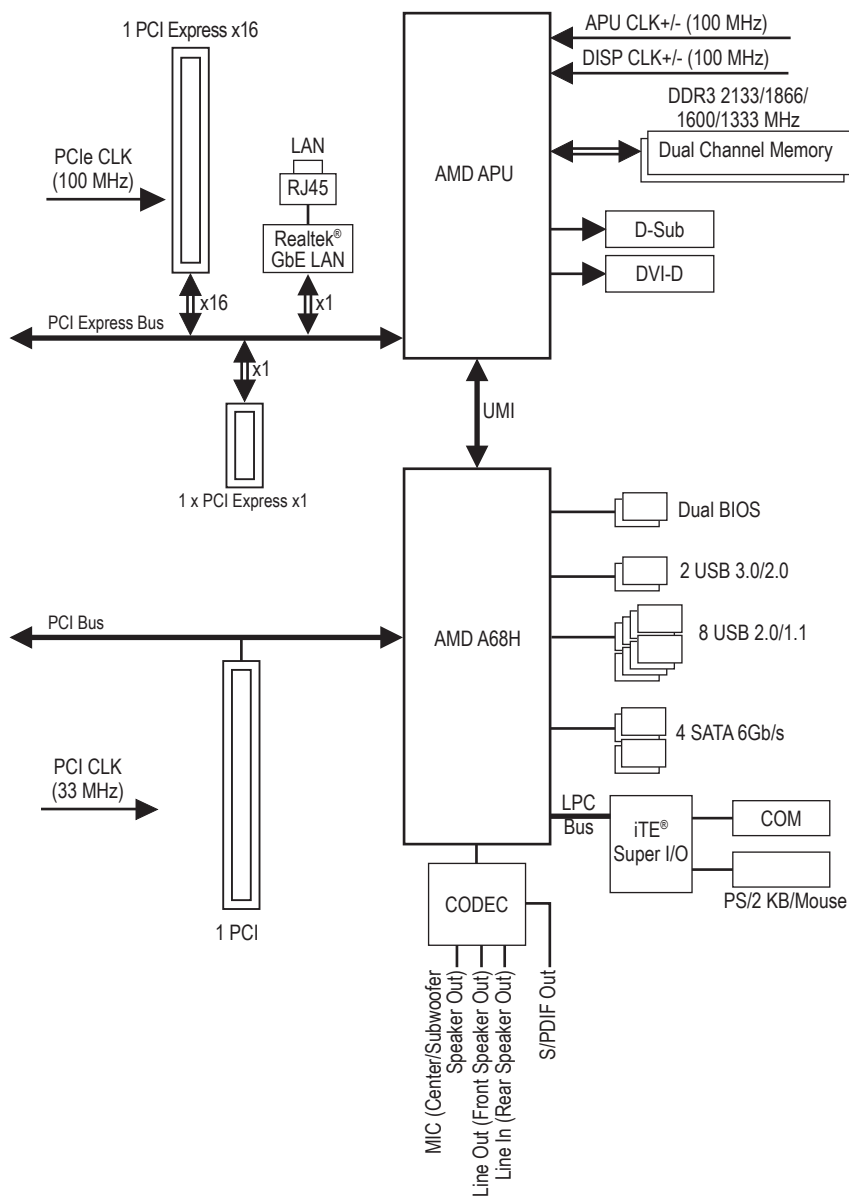 1 PCI Express x16
APU CLK+/- (100 MHz)
DISP CLK+/- (100 MHz)
DDR3 2133/1866/
1600/1333 MHz
Dual Channel Memory
PCIe CLK
(100 MHz)
LAN
RJ45
Realtek®
GbE LAN
AMD APU
D-Sub
DVI-D
x16
x1
PCI Express Bus
x1
UMI
1 x PCI Express x1
Dual BIOS
2 USB 3.0/2.0
PCI Bus
AMD A68H
8 USB 2.0/1.1
4 SATA 6Gb/s
PCI CLK
(33 MHz)
LPC
Bus
iTE®
Super I/O
COM
PS/2 KB/Mouse
CODEC
1 PCI
MIC (Center/Subwoofer
Speaker Out)
Line Out (Front Speaker Out)
Line In (Rear Speaker Out)
S/PDIF Out